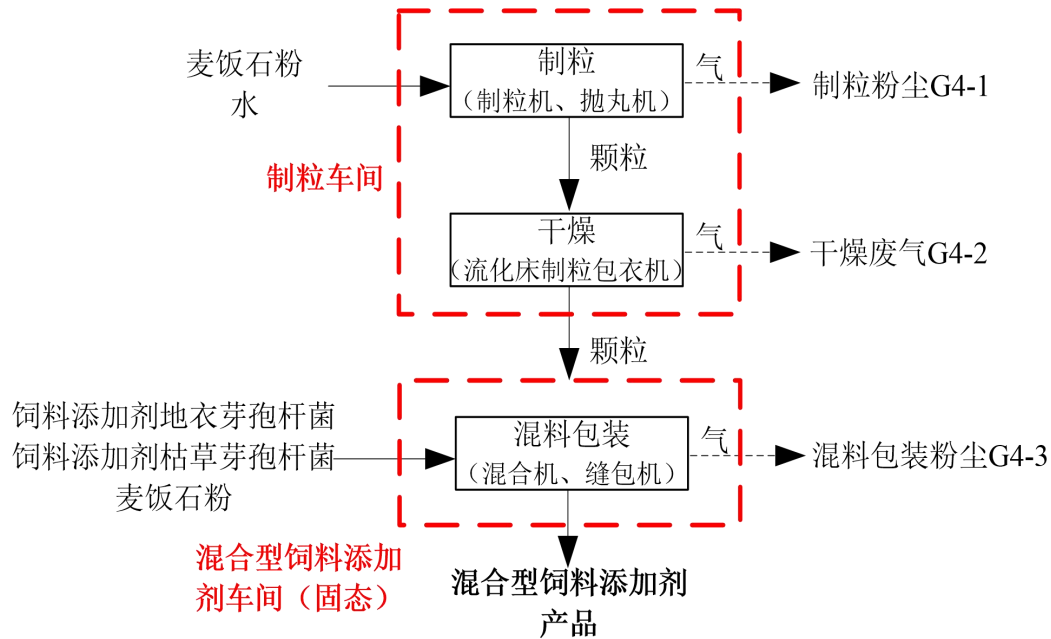 麦饭石粉
水
制粒
（制粒机、抛丸机）
气
制粒粉尘G4-1
颗粒
制粒车间
干燥
（流化床制粒包衣机）
气
干燥废气G4-2
颗粒
饲料添加剂地衣芽孢杆菌
饲料添加剂枯草芽孢杆菌
麦饭石粉
混料包装
（混合机、缝包机）
气
混料包装粉尘G4-3
混合型饲料添加
剂车间（固态）
混合型饲料添加剂
产品